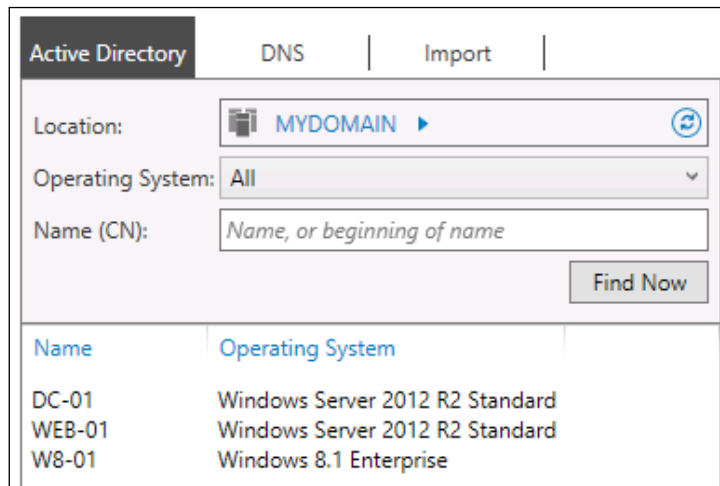 Active Directory DNS Import
Location: MYDOMAIN
Operating System: All
Name (CN): Name, or beginning of name
Find Now
Name Operating System
DC-01 Windows Server 2012 R2 Standard
WEB-01 Windows Server 2012 R2 Standard
W8-01 Windows 8.1 Enterprise